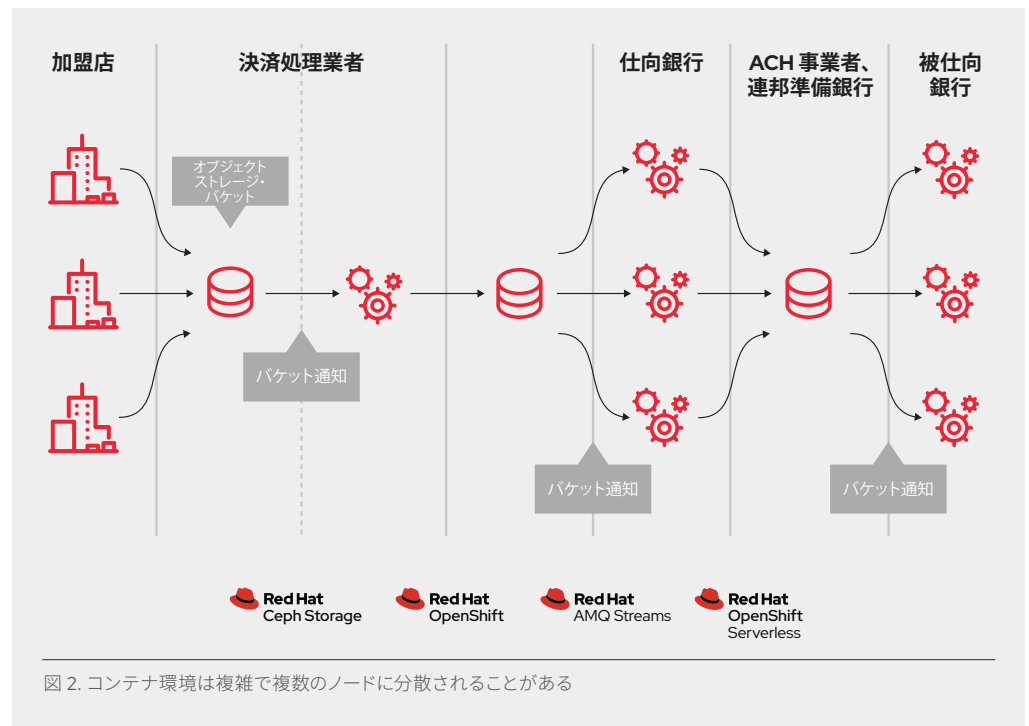 加盟店
決済処理業者
仕向銀行
ACH 事業者、
連邦準備銀行
被仕向
銀行
オブジェクト
ストレージ・
バケット
バケット通知
バケット通知
バケット通知
Red Hat
Ceph Storage
Red Hat
OpenShift
Red Hat
AMQ Streams
Red Hat
OpenShift
Serverless
図 2. コンテナ環境は複雑で複数のノードに分散されることがある